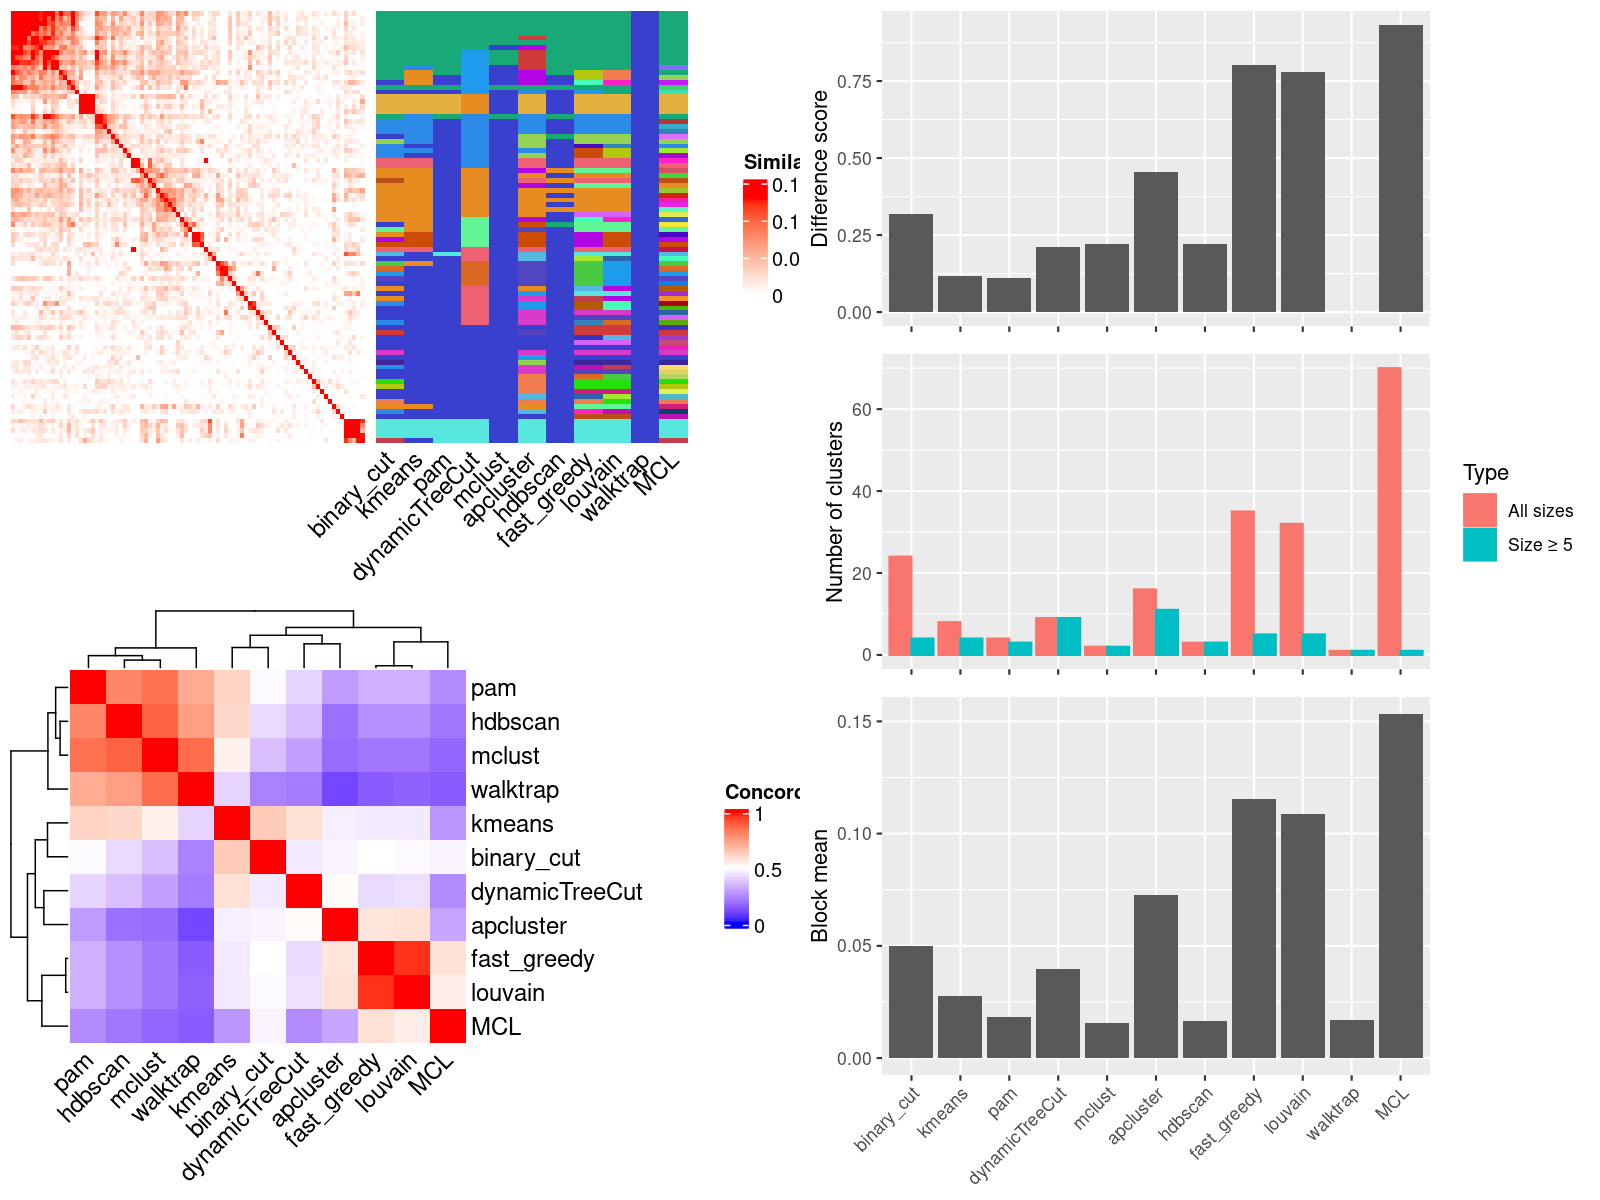 Simila
0.1
0.1
0.0
0
binary_cut
kmeans
pam
dynamicTreeCut
mclust
apcluster
hdbscan
fast_greedy
louvain
walktrap
MCL
pam
hdbscan
mclust
walktrap
kmeans
binary_cut
dynamicTreeCut
apcluster
fast_greedy
louvain
MCL
pam
hdbscan
mclust
walktrap
kmeans
binary_cut
dynamicTreeCut
apcluster
fast_greedy
louvain
MCL
Concord
1
0.5
0
Difference score
0.75
0.50
0.25
0.00
Number of clusters
60
40
20
0
Type
All sizes
Size ≥ 5
Block mean
0.15
0.10
0.05
0.00
binary_cut
kmeans
pam
dynamicTreeCut
mclust
apcluster
hdbscan
fast_greedy
louvain
walktrap
MCL